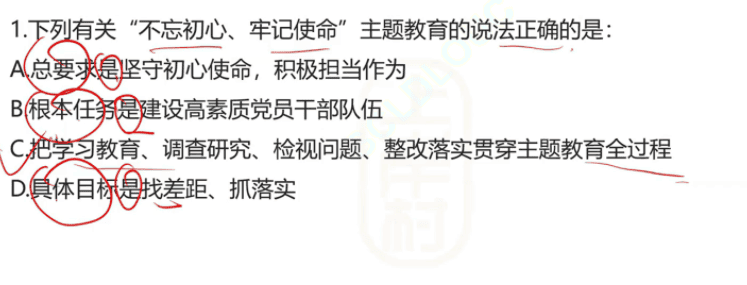 1.下列有关“不忘初心、牢记使命”主题教育的说法正确的是：
A.总要求是坚守初心使命，积极担当作为
B.根本任务是建设高素质党员干部队伍
C.把学习教育、调查研究、检视问题、整改落实贯穿主题教育全过程
D.具体目标是找差距、抓落实